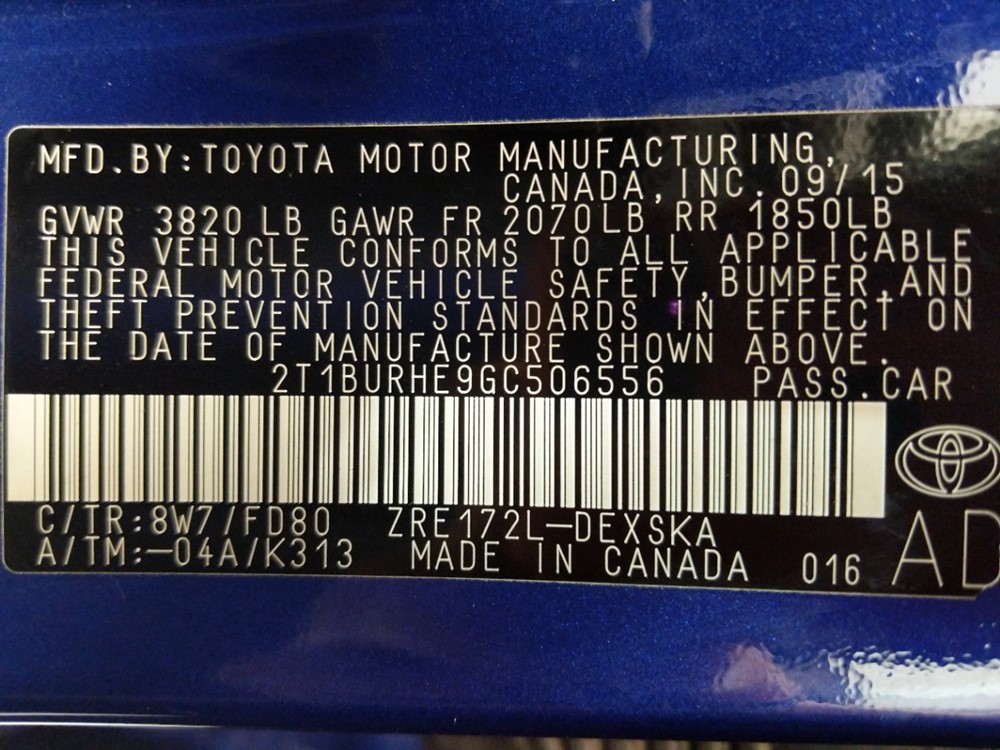 MFD.BY:TOYOTA MOTOR MANUFACTURING,
CANADA, INC. 09/15
GVWR 3820 LB GAWR FR 2070LB RR 1850LB
THIS VEHICLE CONFORMS TO ALL APPLICABLE
FEDERAL MOTOR VEHICLE SAFETY, BUMPER, AND
THEFT PREVENTION STANDARDS IN EFFECT ON
THE DATE OF MANUFACTURE SHOWN ABOVE.
2T1BURHE9GC506556 PASS.CAR
C/TR:8W7/FD80 ZRE172L-DEXSKA
A/TM:-04A/K313 MADE IN CANADA 016 AD